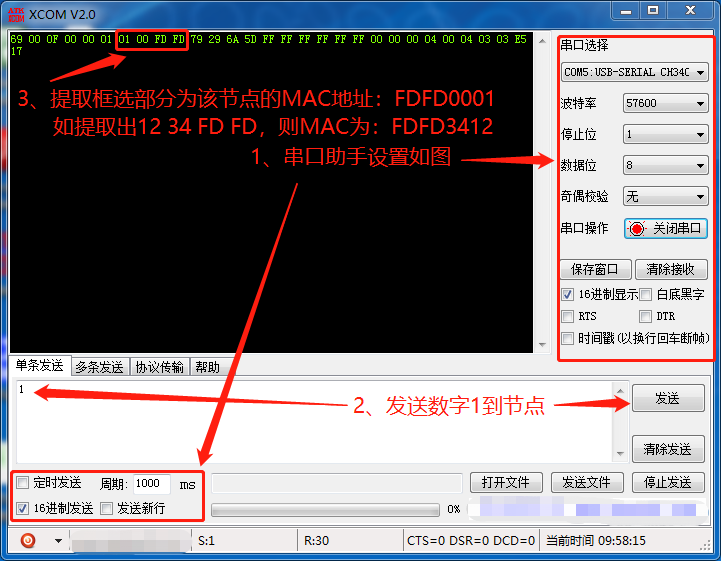 ATK XCOM XCOM V2.0
69 00 0F 00 00 01 01 00 FD FD 79 29 6A 5D FF FF FF FF FF FF 00 00 04 00 04 03 03 E5
17
3、提取框选部分为该节点的MAC地址：FDFD0001
如提取出12 34 FD FD，则MAC为：FDFD3412
1、串口助手设置如图
串口选择
COM5:USB-SERIAL CH34C
波特率 57600
停止位 1
数据位 8
奇偶校验 无
串口操作 关闭串口
保存窗口 清除接收
16进制显示 白底黑字
RTS DTR
时间戳(以换行回车断帧)
单条发送 多条发送 协议传输 帮助
1
2、发送数字1到节点
发送
清除发送
定时发送 周期: 1000 ms 打开文件 发送文件 停止发送
16进制发送 发送新行 0%
S:1 R:30 CTS=0 DSR=0 DCD=0 当前时间 09:58:15